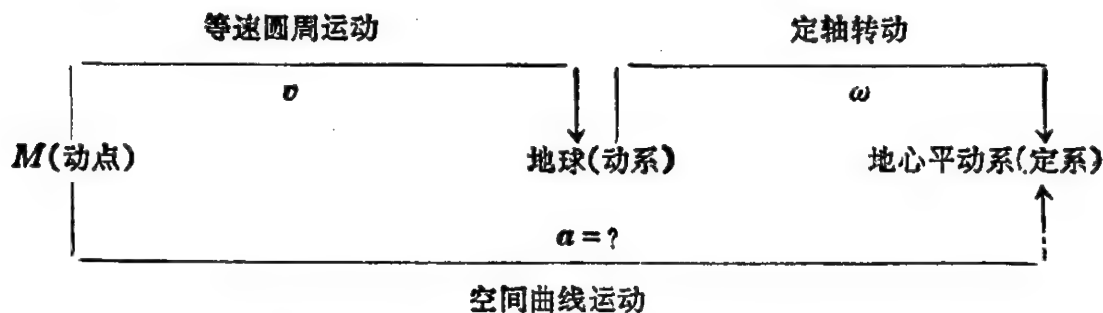 等速圆周运动 定轴转动
v ω
M(动点) 地球(动系) 地心平动系(定系)
a=?
空间曲线运动